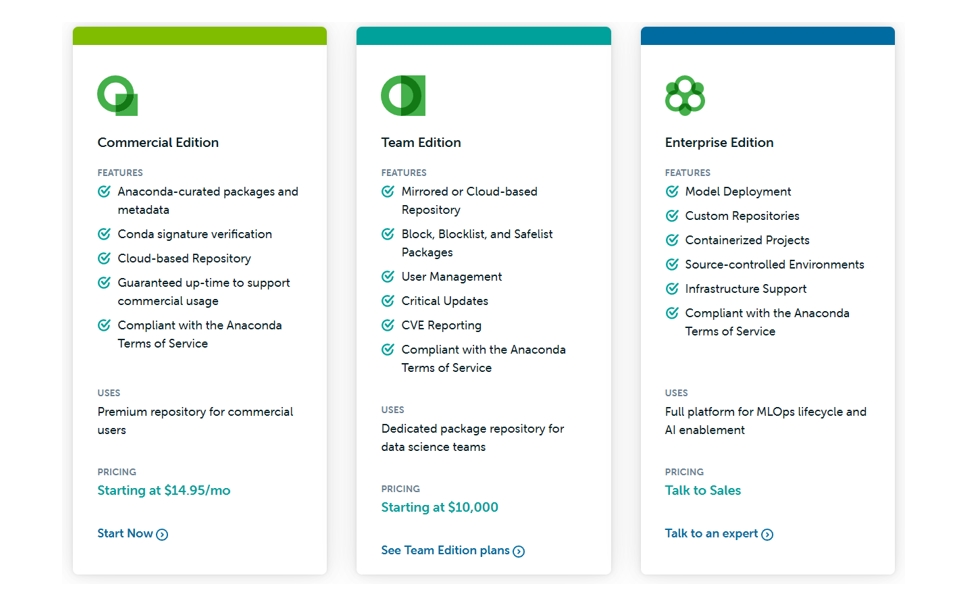 Commercial Edition
FEATURES
Anaconda-curated packages and
metadata
Conda signature verification
Cloud-based Repository
Guaranteed up-time to support
commercial usage
Compliant with the Anaconda
Terms of Service
USES
Premium repository for commercial
users
PRICING
Starting at $14.95/mo
Start Now
Team Edition
FEATURES
Mirrored or Cloud-based
Repository
Block, Blocklist, and Safelist
Packages
User Management
Critical Updates
CVE Reporting
Compliant with the Anaconda
Terms of Service
USES
Dedicated package repository for
data science teams
PRICING
Starting at $10,000
See Team Edition plans
Enterprise Edition
FEATURES
Model Deployment
Custom Repositories
Containerized Projects
Source-controlled Environments
Infrastructure Support
Compliant with the Anaconda
Terms of Service
USES
Full platform for MLOps lifecycle and
AI enablement
PRICING
Talk to Sales
Talk to an expert